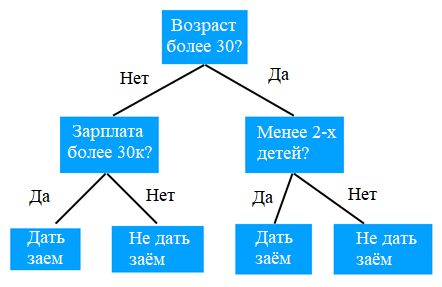 Возраст
более 30?
Нет
Да
Зарплата
более 30к?
Менее 2-х
детей?
Да
Нет
Да
Нет
Дать
заем
Не дать
заём
Дать
заём
Не дать
заём